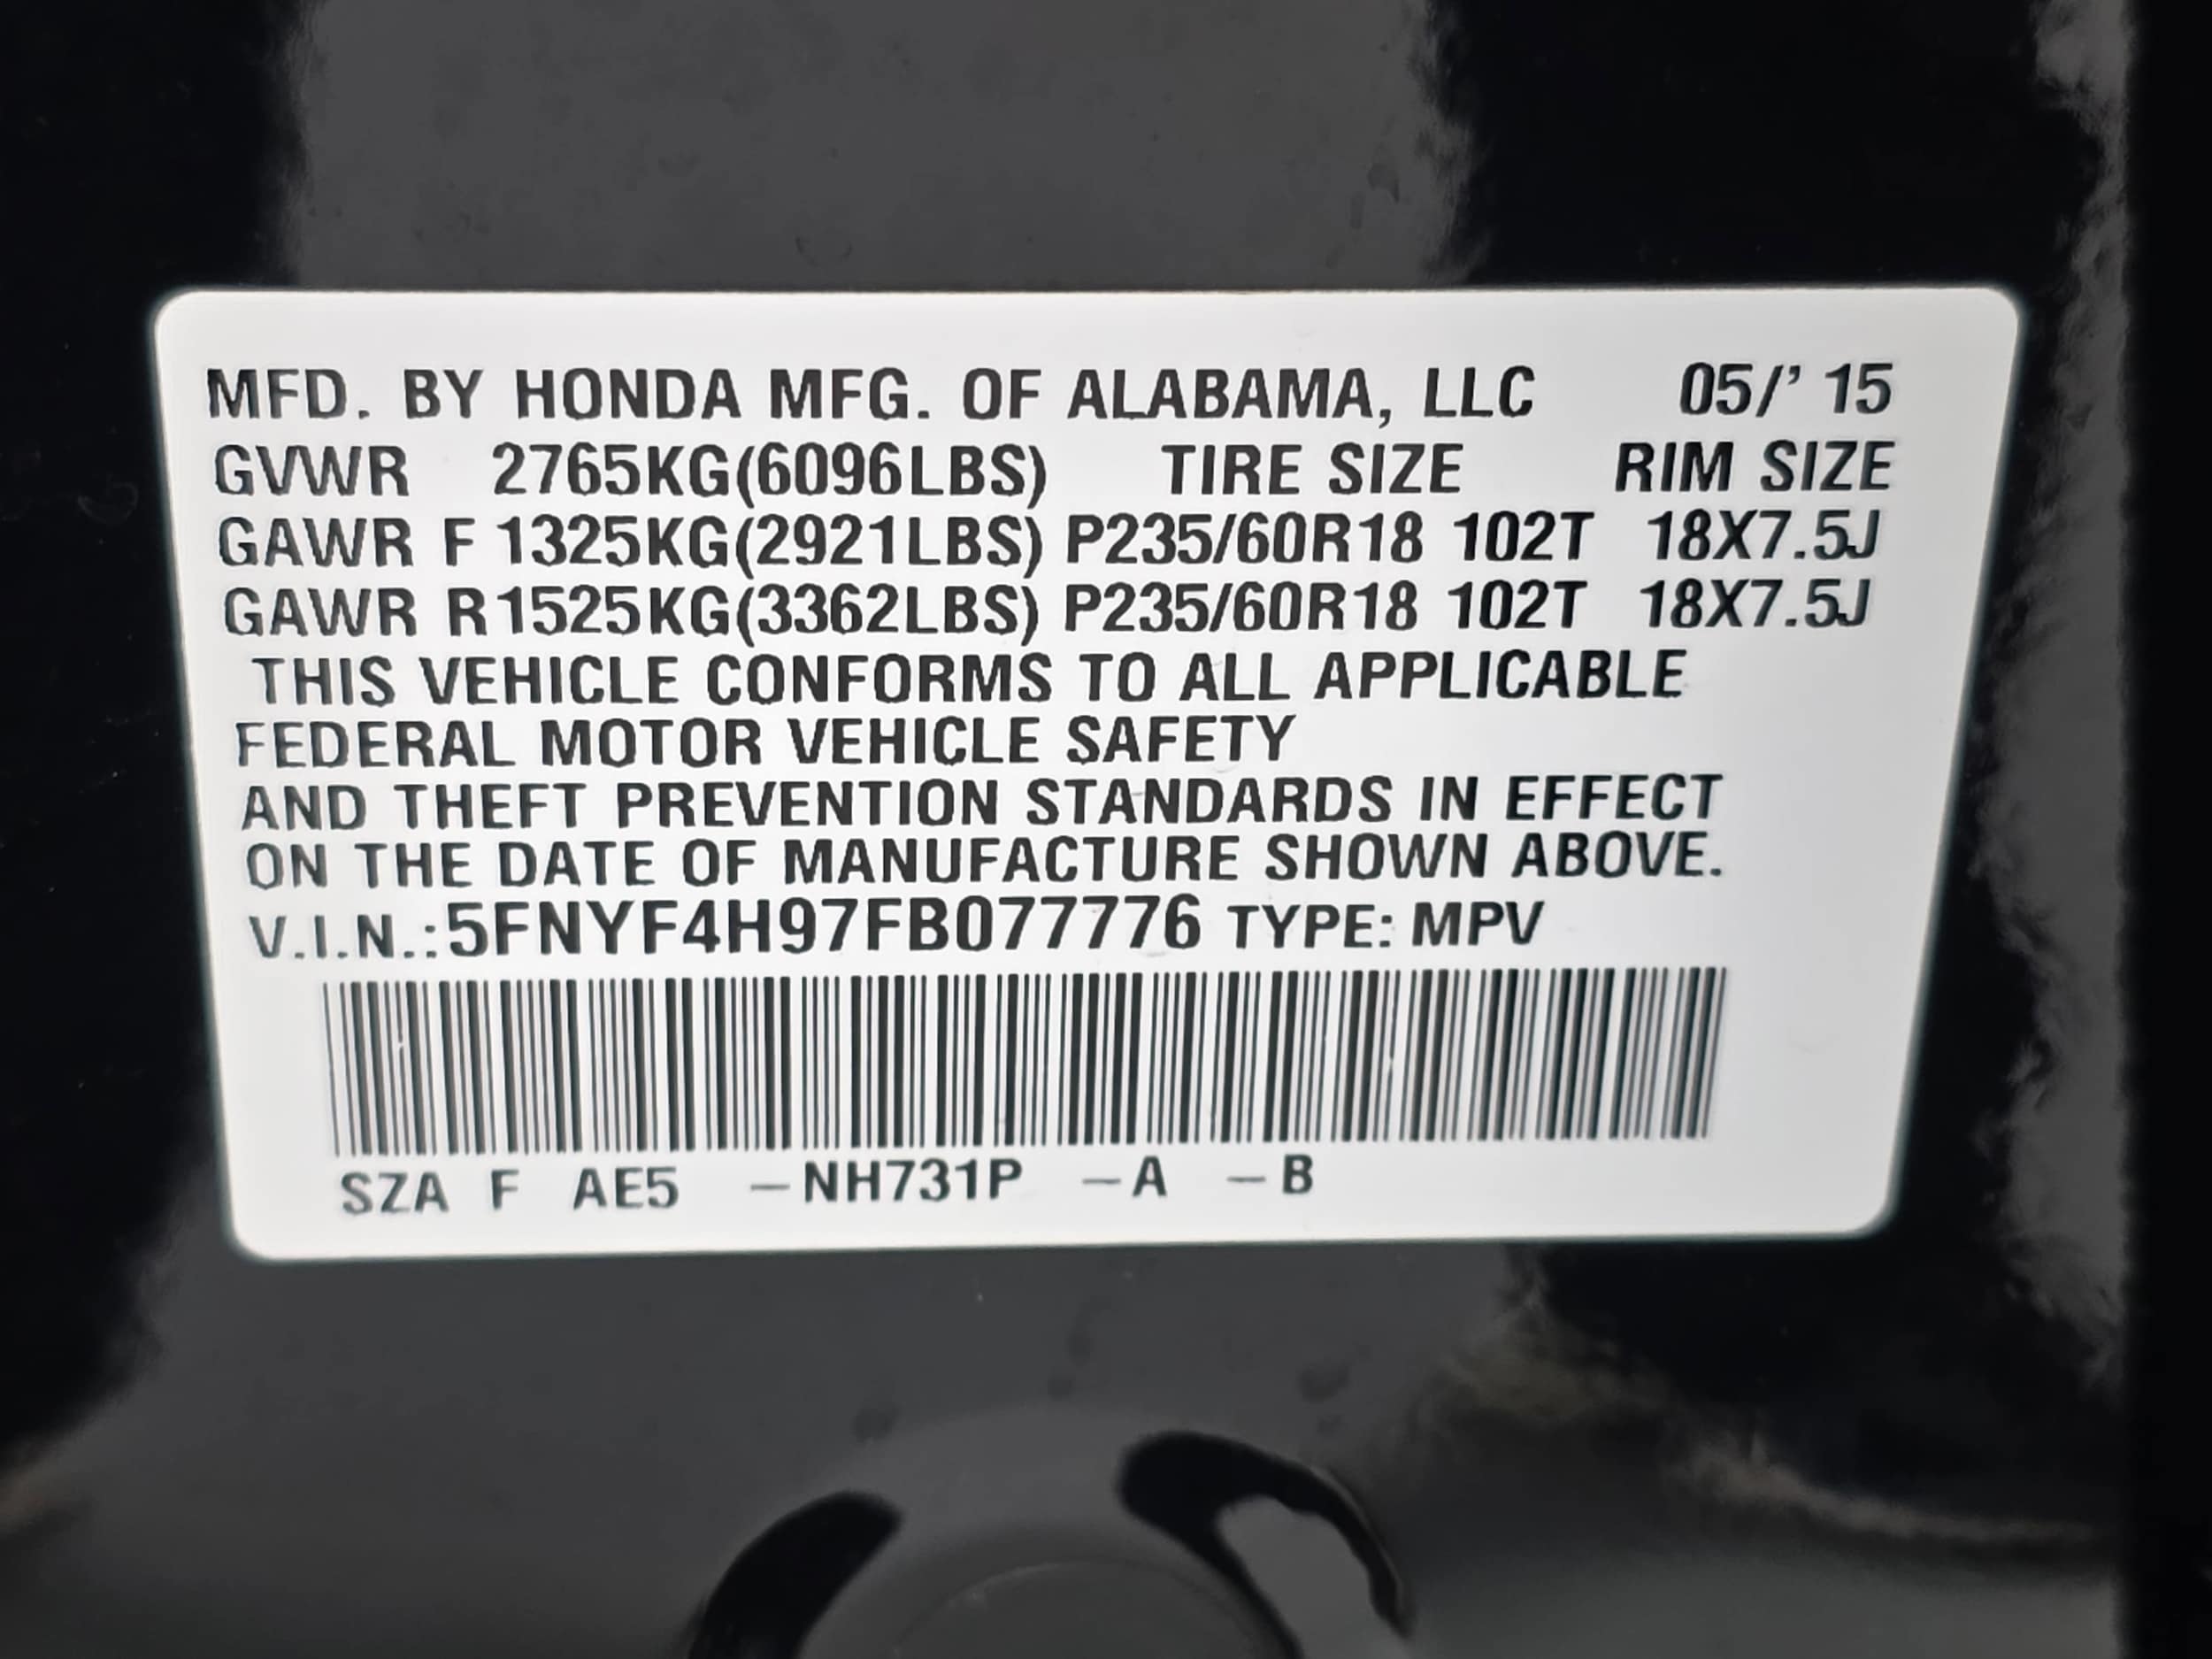 MFD. BY HONDA MFG. OF ALABAMA, LLC 05/' 15
GVWR 2765KG(6096LBS) TIRE SIZE RIM SIZE
GAWR F 1325KG(2921LBS) P235/60R18 102T 18X7.5J
GAWR R1525KG(3362LBS) P235/60R18 102T 18X7.5J
THIS VEHICLE CONFORMS TO ALL APPLICABLE
FEDERAL MOTOR VEHICLE SAFETY
AND THEFT PREVENTION STANDARDS IN EFFECT
ON THE DATE OF MANUFACTURE SHOWN ABOVE.
V.I.N.:5FNYF4H97FB077776 TYPE: MPV
SZA F AE5 –NH731P –A –B